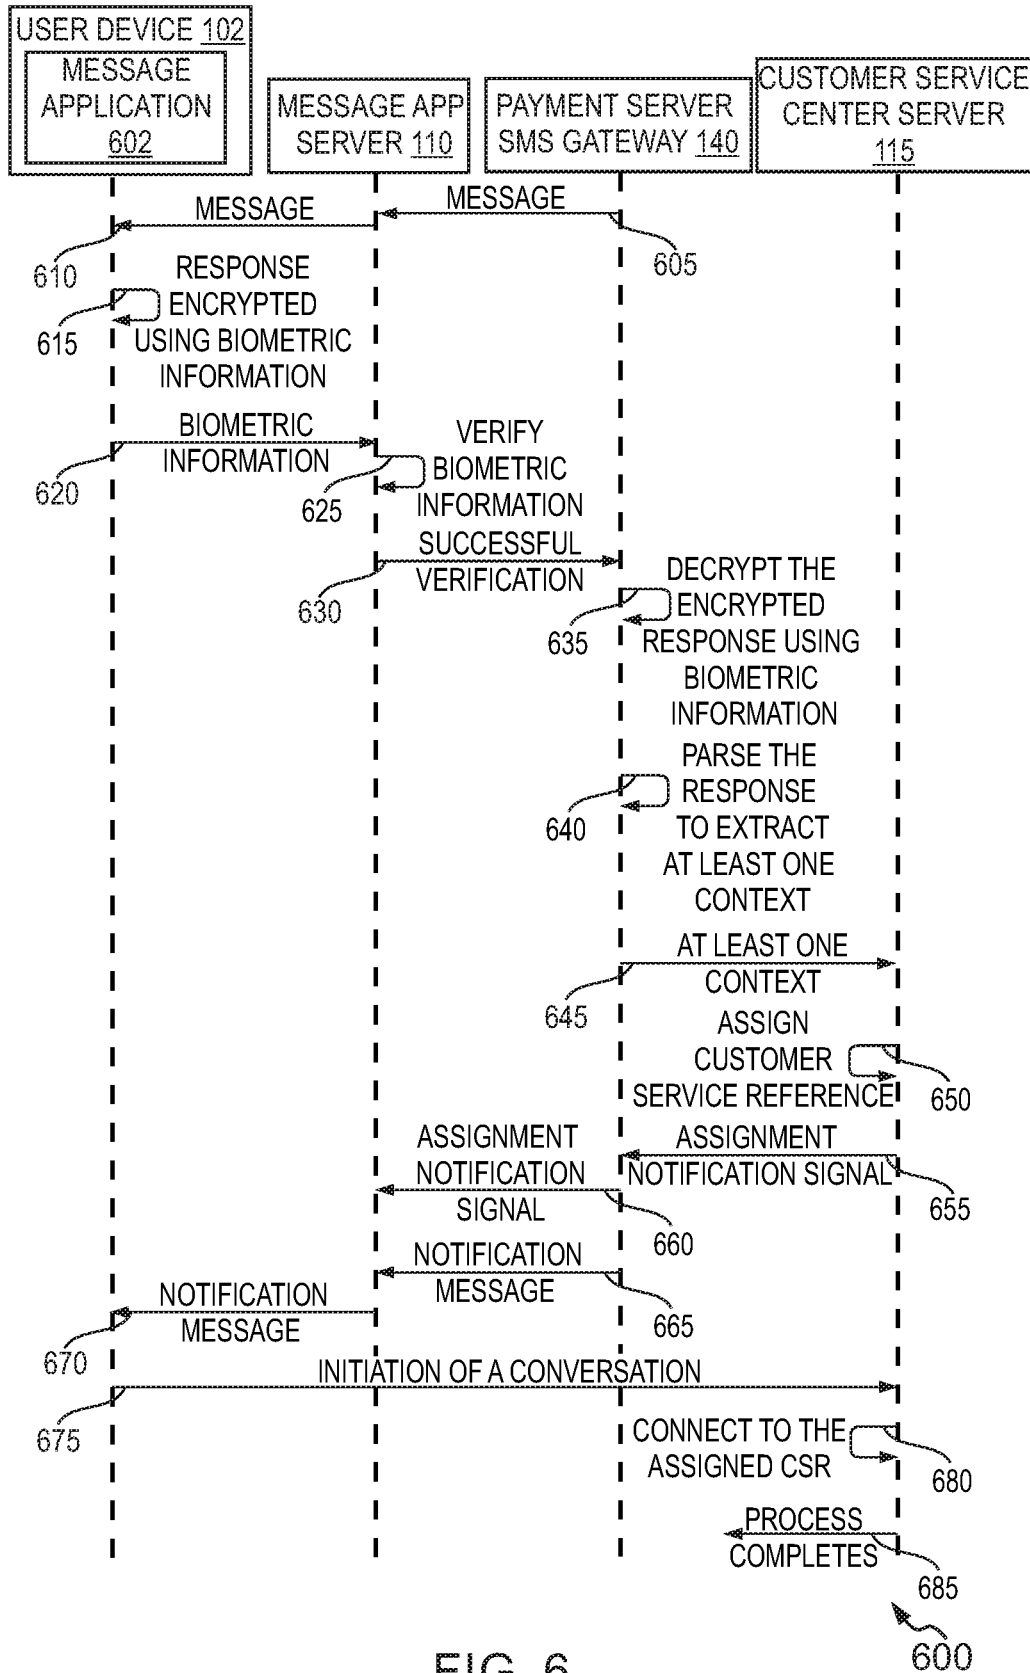 USER DEVICE 102
MESSAGE
APPLICATION
602
MESSAGE APP
SERVER 110
PAYMENT SERVER
SMS GATEWAY 140
CUSTOMER SERVICE
CENTER SERVER
115
MESSAGE
MESSAGE
605
610
RESPONSE
ENCRYPTED
USING BIOMETRIC
INFORMATION
615
BIOMETRIC
INFORMATION
620
VERIFY
BIOMETRIC
INFORMATION
625
SUCCESSFUL
VERIFICATION
630
DECRYPT THE
ENCRYPTED
RESPONSE USING
BIOMETRIC
INFORMATION
635
PARSE THE
RESPONSE
TO EXTRACT
AT LEAST ONE
CONTEXT
640
AT LEAST ONE
CONTEXT
645
ASSIGN
CUSTOMER
SERVICE REFERENCE
650
ASSIGNMENT
NOTIFICATION SIGNAL
655
ASSIGNMENT
NOTIFICATION
SIGNAL
660
NOTIFICATION
MESSAGE
665
NOTIFICATION
MESSAGE
670
INITIATION OF A CONVERSATION
675
CONNECT TO THE
ASSIGNED CSR
680
PROCESS
COMPLETES
685
600
FIG. 6